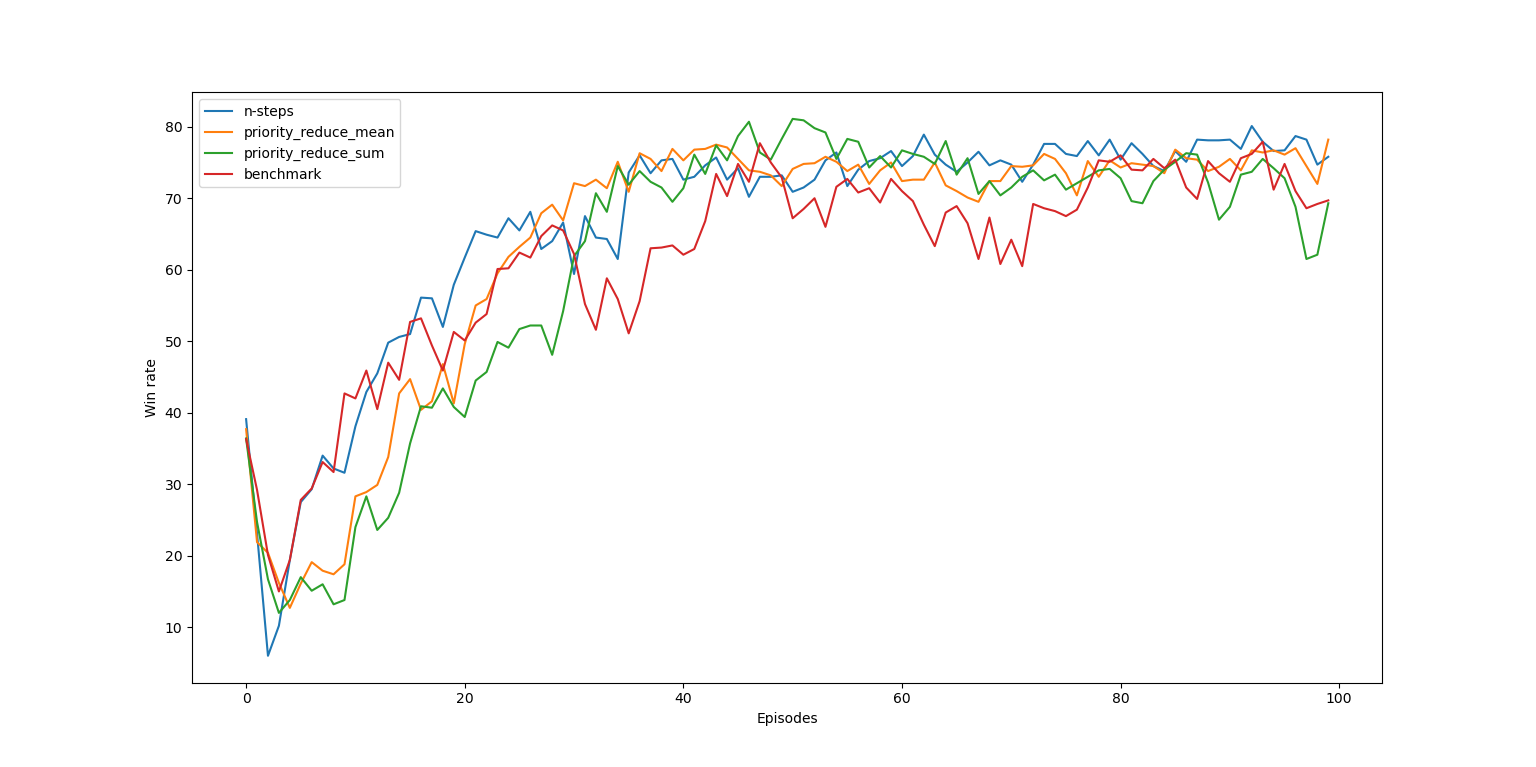 n-steps
priority_reduce_mean
priority_reduce_sum
benchmark
80
70
60
50
40
30
20
10
Win rate
0 20 40 60 80 100
Episodes